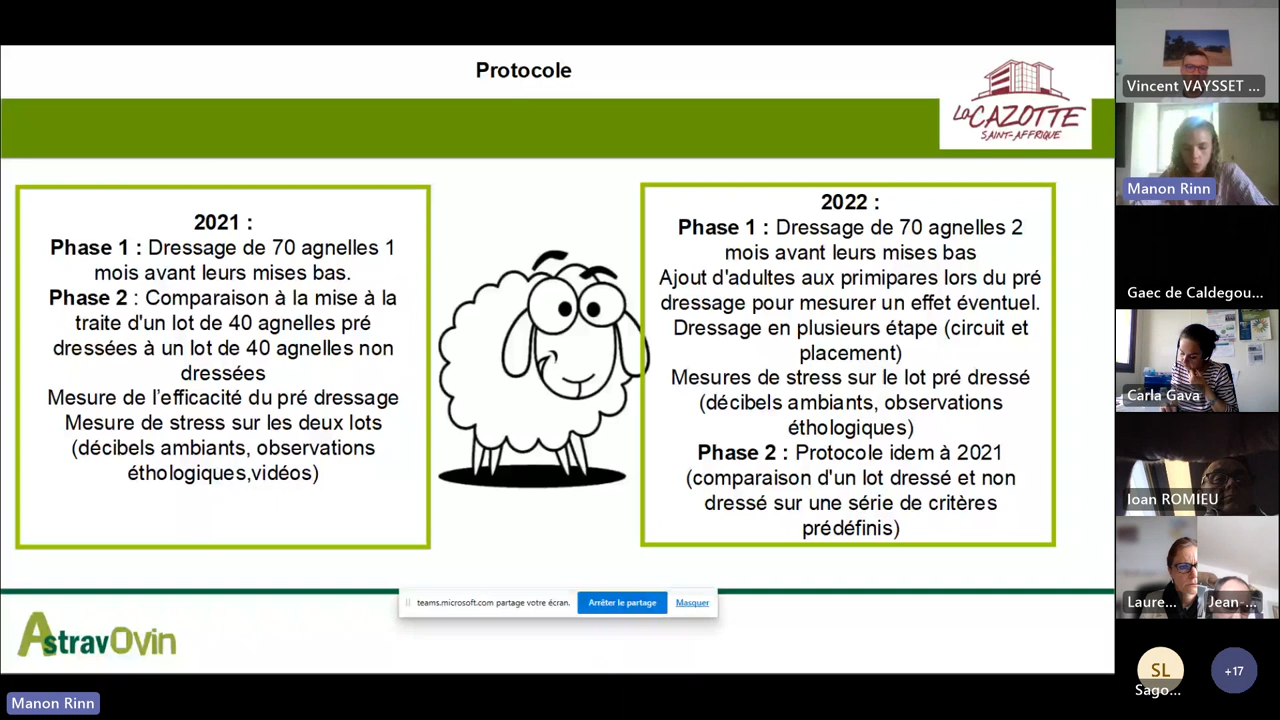 Protocole
La CAZOTTE
SAINT-AFFRIQUE
2021 :
Phase 1 : Dressage de 70 agnelles 1
mois avant leurs mises bas.
Phase 2 : Comparaison à la mise à la
traite d'un lot de 40 agnelles pré
dressées à un lot de 40 agnelles non
dressées
Mesure de l’efficacité du pré dressage
Mesure de stress sur les deux lots
(décibels ambiants, observations
éthologiques,vidéos)
2022 :
Phase 1 : Dressage de 70 agnelles 2
mois avant leurs mises bas
Ajout d'adultes aux primipares lors du pré
dressage pour mesurer un effet éventuel.
Dressage en plusieurs étape (circuit et
placement)
Mesures de stress sur le lot pré dressé
(décibels ambiants, observations
éthologiques)
Phase 2 : Protocole idem à 2021
(comparaison d'un lot dressé et non
dressé sur une série de critères
prédéfinis)
teams.microsoft.com partage votre écran.
Arrêter le partage
Masquer
AstravOvin
Manon Rinn
Vincent VAYSSET ...
Manon Rinn
Gaec de Caldegou...
Carla Gava
Ioan ROMIEU
Laure...
Jean-...
SL
Sago...
+17